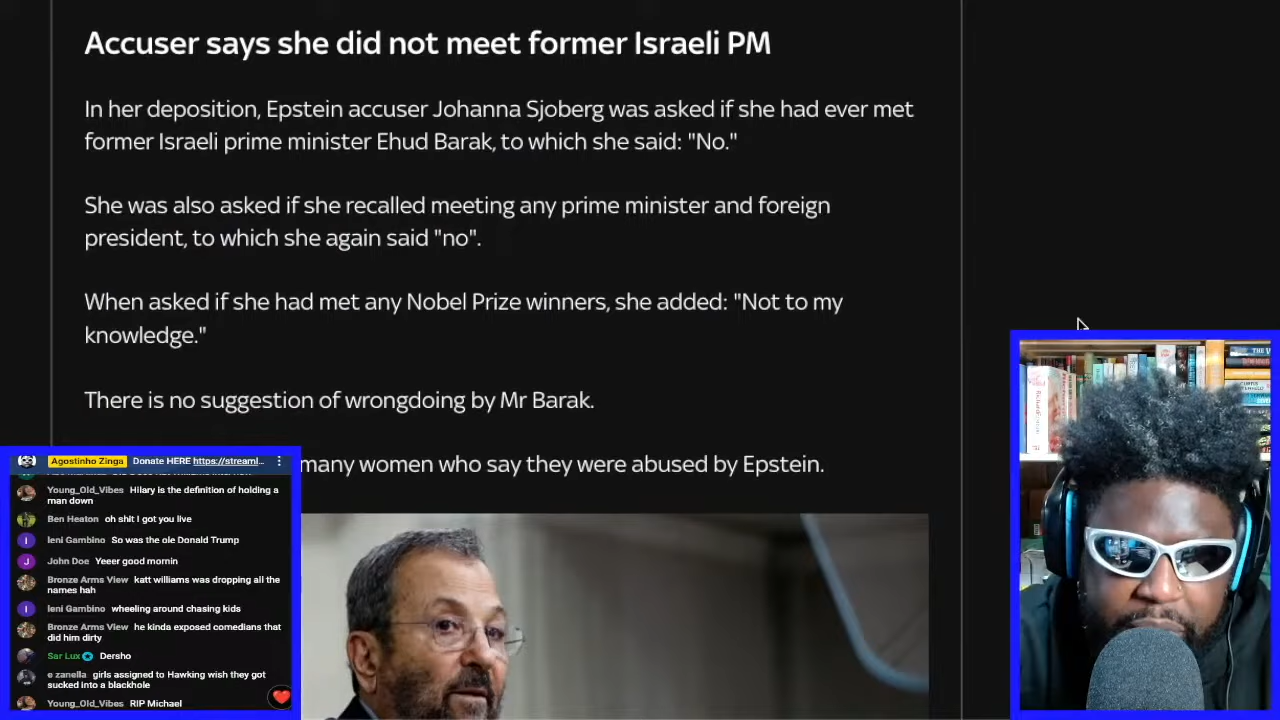 Accuser says she did not meet former Israeli PM
In her deposition, Epstein accuser Johanna Sjoberg was asked if she had ever met
former Israeli prime minister Ehud Barak, to which she said: "No."
She was also asked if she recalled meeting any prime minister and foreign
president, to which she again said "no".
When asked if she had met any Nobel Prize winners, she added: "Not to my
knowledge."
There is no suggestion of wrongdoing by Mr Barak.
many women who say they were abused by Epstein.
Agostinho Zinga Donate HERE https://streaml...
Young_Old_Vibes Hilary is the definition of holding a
man down
Ben Heaton oh shit I got you live
Ieni Gambino So was the ole Donald Trump
John Doe Yeeer good mornin
Bronze Arms View katt williams was dropping all the
names hah
Ieni Gambino wheeling around chasing kids
Bronze Arms View he kinda exposed comedians that
did him dirty
Sar Lux Dersho
e zanella girls assigned to Hawking wish they got
sucked into a blackhole
Young_Old_Vibes RIP Michael